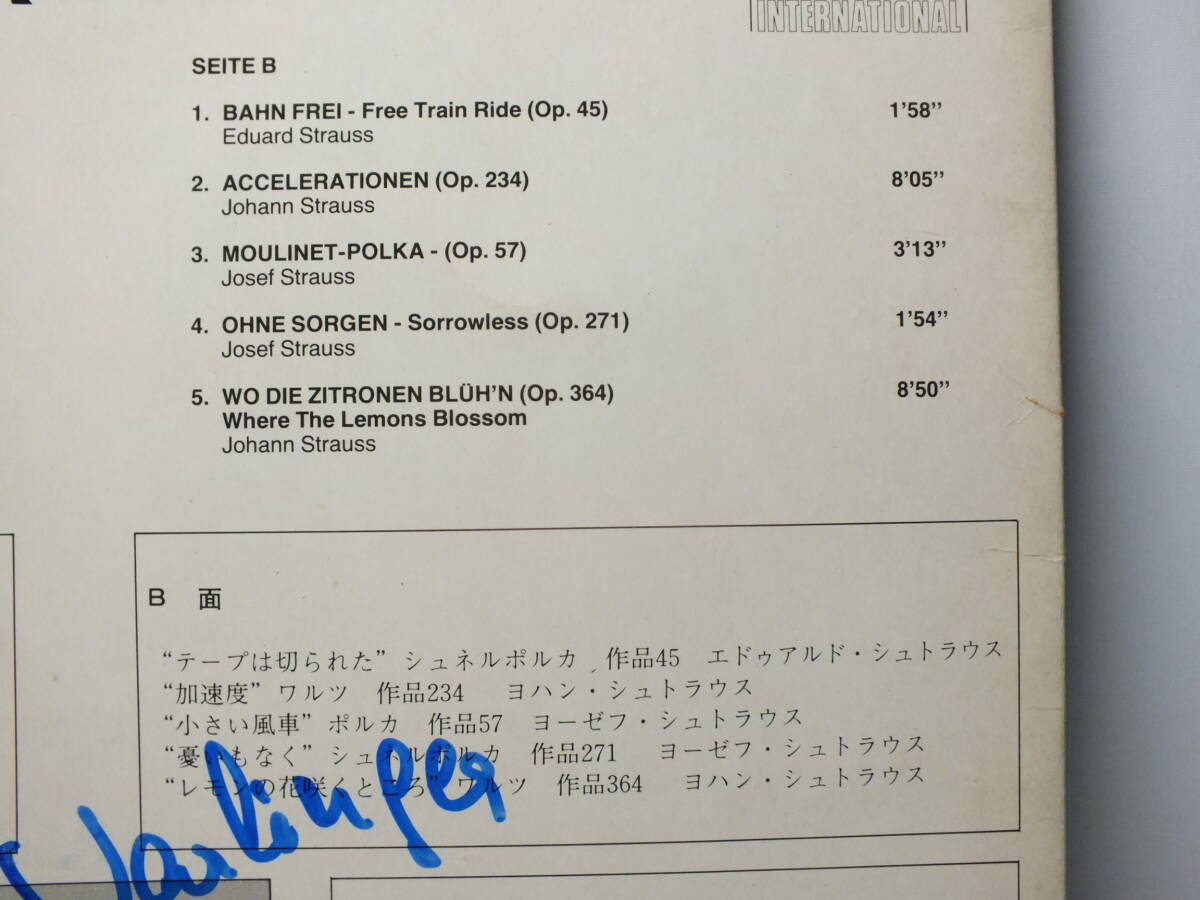 INTERNATIONAL
SEITE B
1. BAHN FREI - Free Train Ride (Op. 45) 1'58''
Eduard Strauss
2. ACCELERATIONEN (Op. 234) 8'05''
Johann Strauss
3. MOULINET-POLKA - (Op. 57) 3'13''
Josef Strauss
4. OHNE SORGEN - Sorrowless (Op. 271) 1'54''
Josef Strauss
5. WO DIE ZITRONEN BLÜH'N (Op. 364) 8'50''
Where The Lemons Blossom
Johann Strauss
B 面
“テープは切られた” シュネルポルカ 作品45 エドゥアルド・シュトラウス
“加速度” ワルツ 作品234 ヨハン・シュトラウス
“小さい風車” ポルカ 作品57 ヨーゼフ・シュトラウス
“憂いもなく” シュネルポルカ 作品271 ヨーゼフ・シュトラウス
“レモンの花咲くところ” ワルツ 作品364 ヨハン・シュトラウス